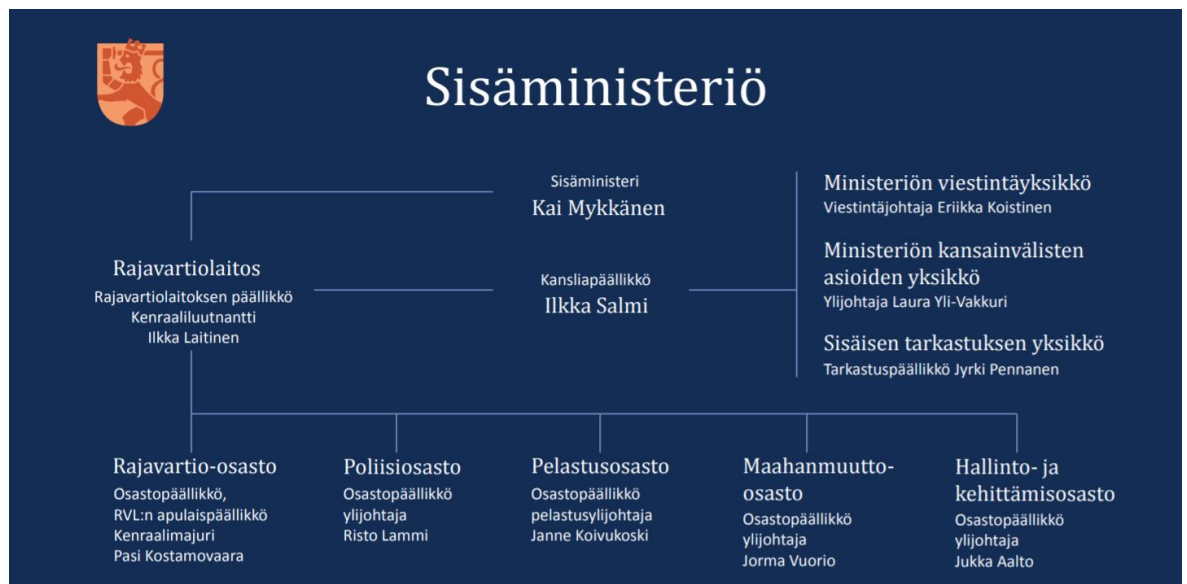 Sisäministeriö
Sisäministeri
Kai Mykkänen
Rajavartiolaitos
Rajavartiolaitoksen päällikkö
Kenraaliluutnantti
Ilkka Laitinen
Kansliapäällikkö
Ilkka Salmi
Ministeriön viestintäyksikkö
Viestintäjohtaja Eriikka Koistinen
Ministeriön kansainvälisten
asioiden yksikkö
Ylijohtaja Laura Yli-Vakkuri
Sisäisen tarkastuksen yksikkö
Tarkastuspäällikkö Jyrki Pennanen
Rajavartio-osasto
Osastopäällikkö,
RVL:n apulaispäällikkö
Kenraalimajuri
Pasi Kostamovaara
Poliisiosasto
Osastopäällikkö
ylijohtaja
Risto Lammi
Pelastusosasto
Osastopäällikkö
pelastusylijohtaja
Janne Koivukoski
Maahanmuutto-
osasto
Osastopäällikkö
ylijohtaja
Jorma Vuorio
Hallinto- ja
kehittämisosasto
Osastopäällikkö
ylijohtaja
Jukka Aalto